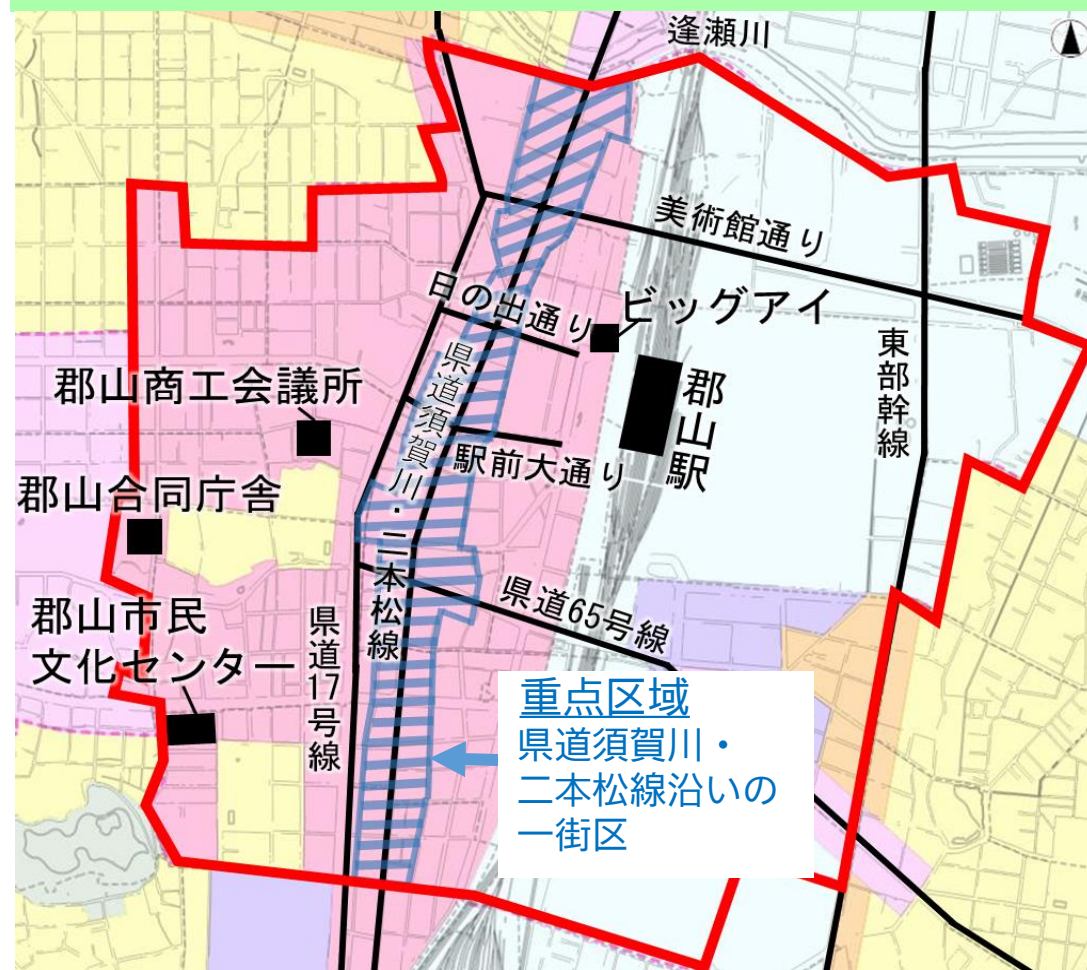 逢瀬川
美術館通り
日の出通り
ビッグアイ
県道須賀川・二本松線
東部幹線
郡山商工会議所
郡山駅
駅前大通り
郡山合同庁舎
県道65号線
郡山市民
文化センター
県道17号線
重点区域
県道須賀川・
二本松線沿いの
一街区